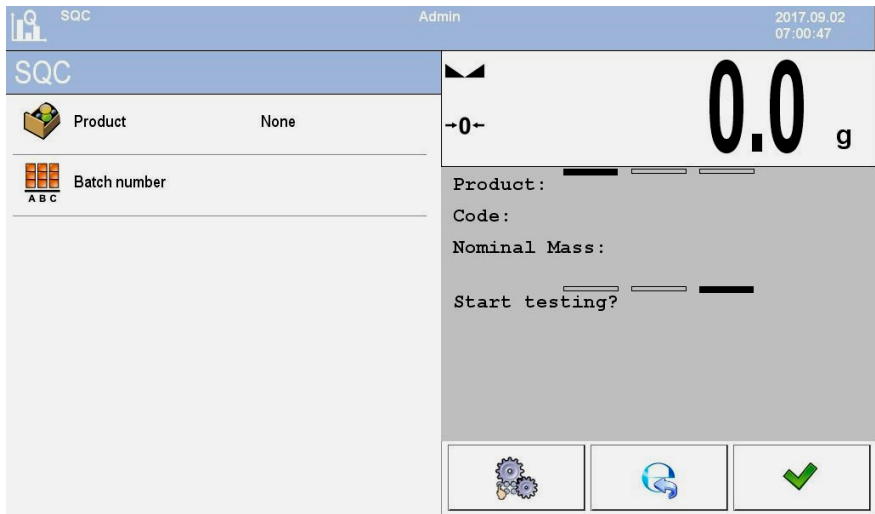 SQC
Admin
2017.09.02
07:00:47
SQC
Product None
Batch number
A B C
→0←
0.0 g
Product:
Code:
Nominal Mass:
Start testing?